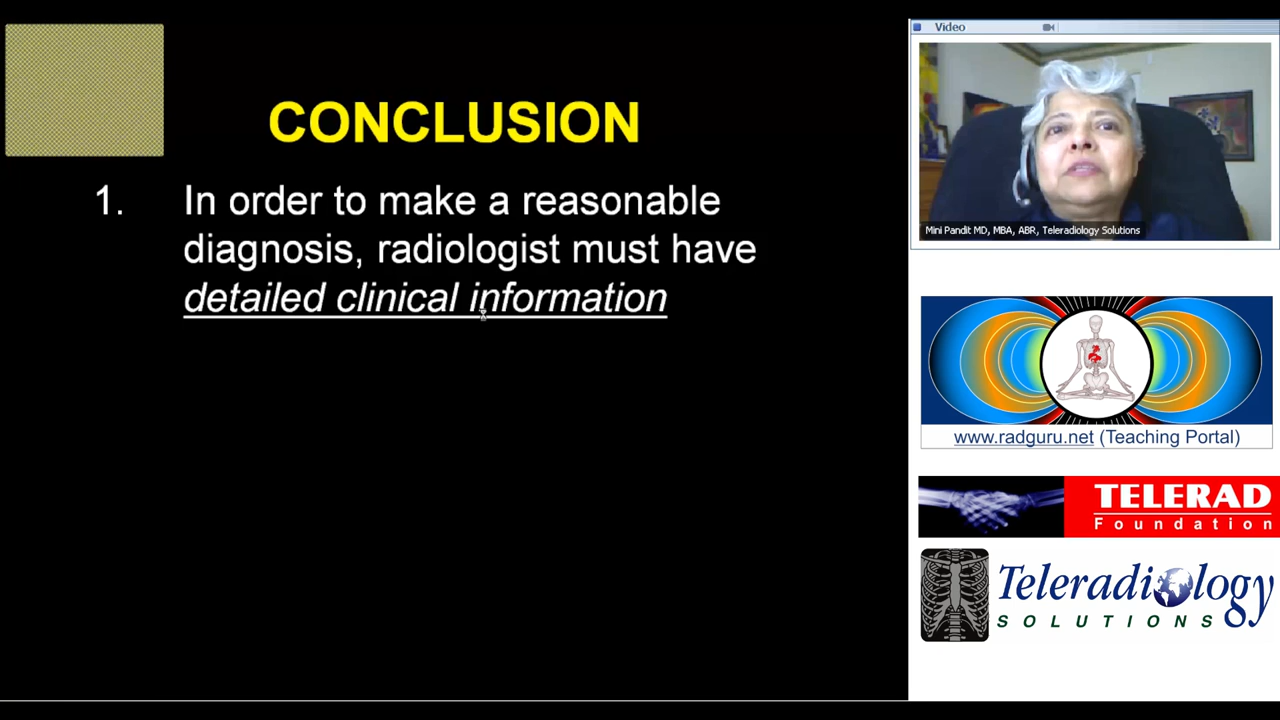 CONCLUSION
1. In order to make a reasonable
diagnosis, radiologist must have
detailed clinical information
Video
Mini Pandit MD, MBA, ABR, Teleradiology Solutions
www.radguru.net (Teaching Portal)
TELERAD
Foundation
Teleradiology
SOLUTIONS